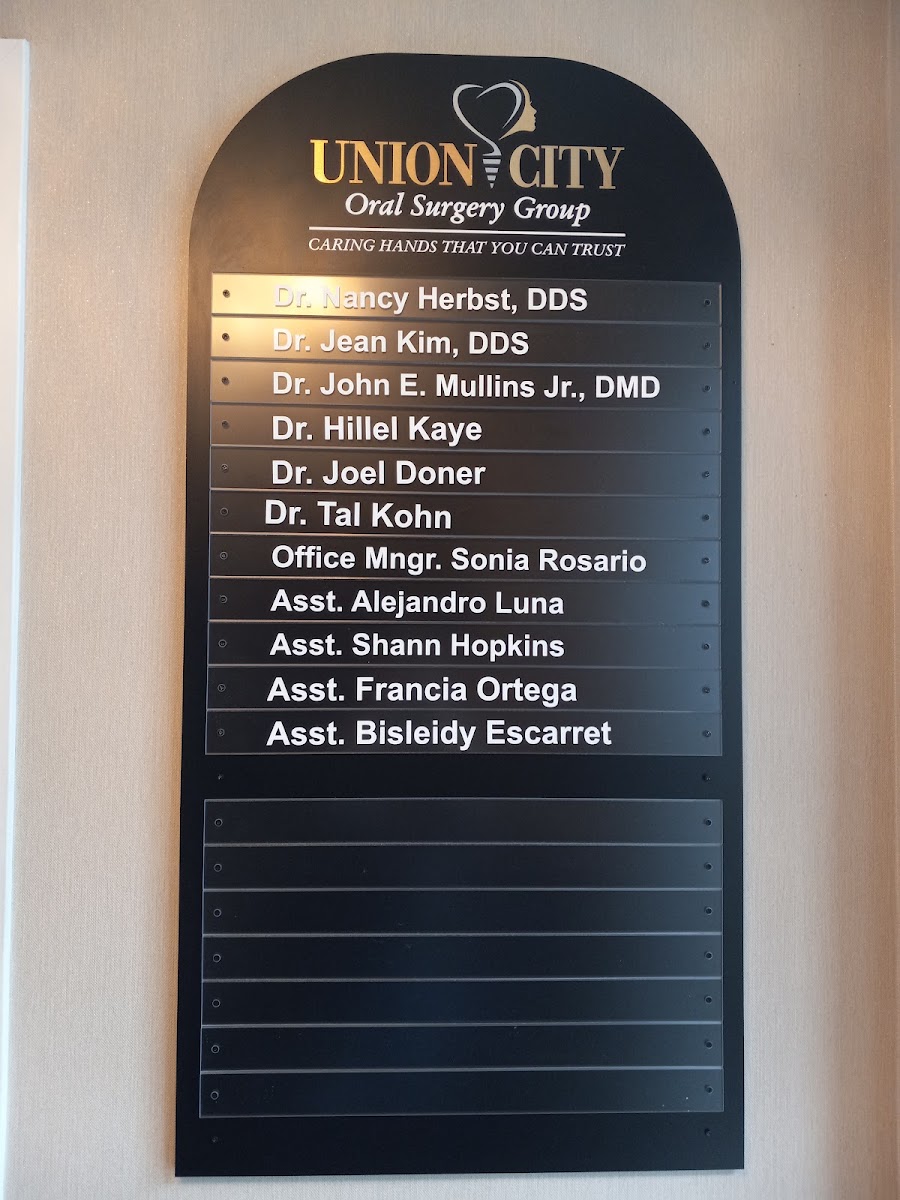 UNION CITY
Oral Surgery Group
CARING HANDS THAT YOU CAN TRUST
Dr. Nancy Herbst, DDS
Dr. Jean Kim, DDS
Dr. John E. Mullins Jr., DMD
Dr. Hillel Kaye
Dr. Joel Doner
Dr. Tal Kohn
Office Mngr. Sonia Rosario
Asst. Alejandro Luna
Asst. Shann Hopkins
Asst. Francia Ortega
Asst. Bisleidy Escarret